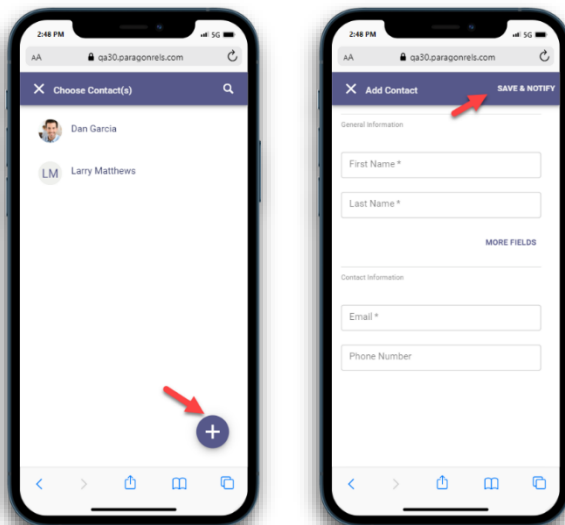 2:48 PM
5G
AA
qa30.paragonrels.com
Choose Contact(s)
Dan Garcia
LM
Larry Matthews
2:48 PM
5G
AA
qa30.paragonrels.com
Add Contact
SAVE & NOTIFY
General Information
First Name *
Last Name *
MORE FIELDS
Contact Information
Email *
Phone Number